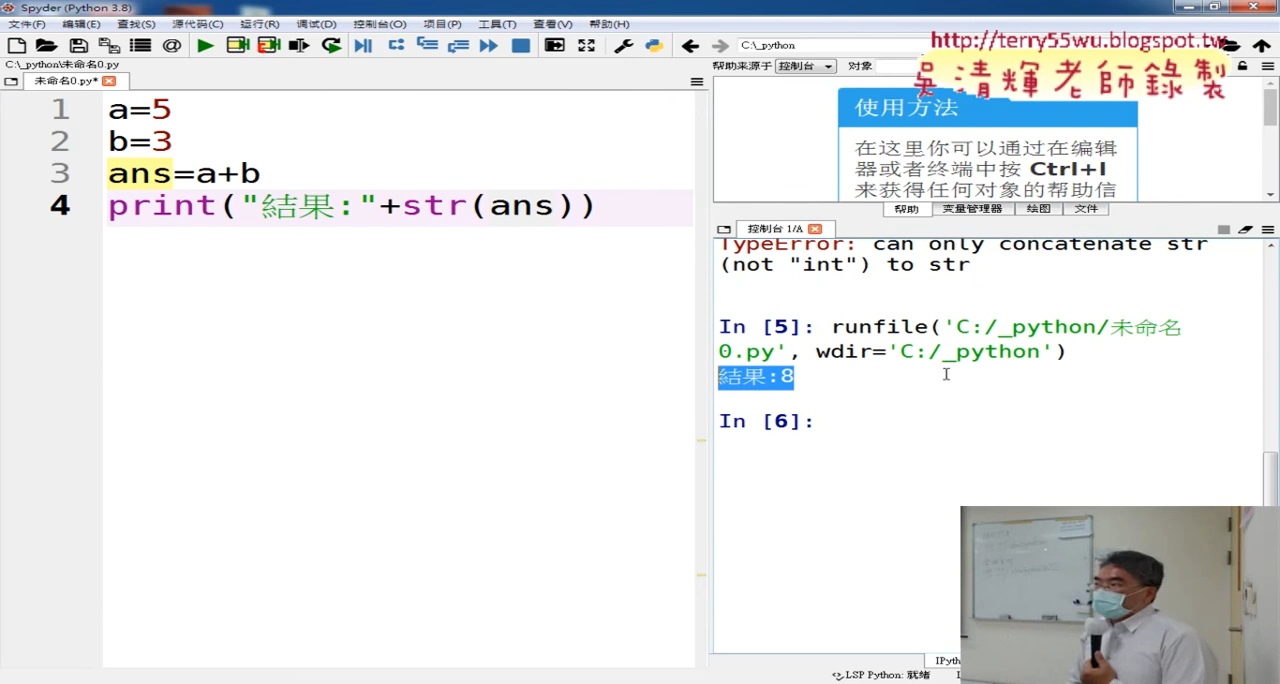 Spyder (Python 3.8)
文件(F) 编辑(E) 查找(S) 源代码(C) 运行(R) 调试(D) 控制台(O) 项目(P) 工具(T) 查看(V) 帮助(H)
C:\_python
http://terry55wu.blogspot.tw
吳清輝老師錄製
C:\_python\未命名0.py
未命名0.py*
帮助来源于 控制台 对象
1 a=5
2 b=3
3 ans=a+b
4 print("結果:"+str(ans))
使用方法
在这里你可以通过在编辑
器或者终端中按 Ctrl+I
来获得任何对象的帮助信
帮助 变量管理器 绘图 文件
控制台 1/A
TypeError: can only concatenate str
(not "int") to str
In [5]: runfile('C:/_python/未命名
0.py', wdir='C:/_python')
結果:8
In [6]:
LSP Python: 就绪